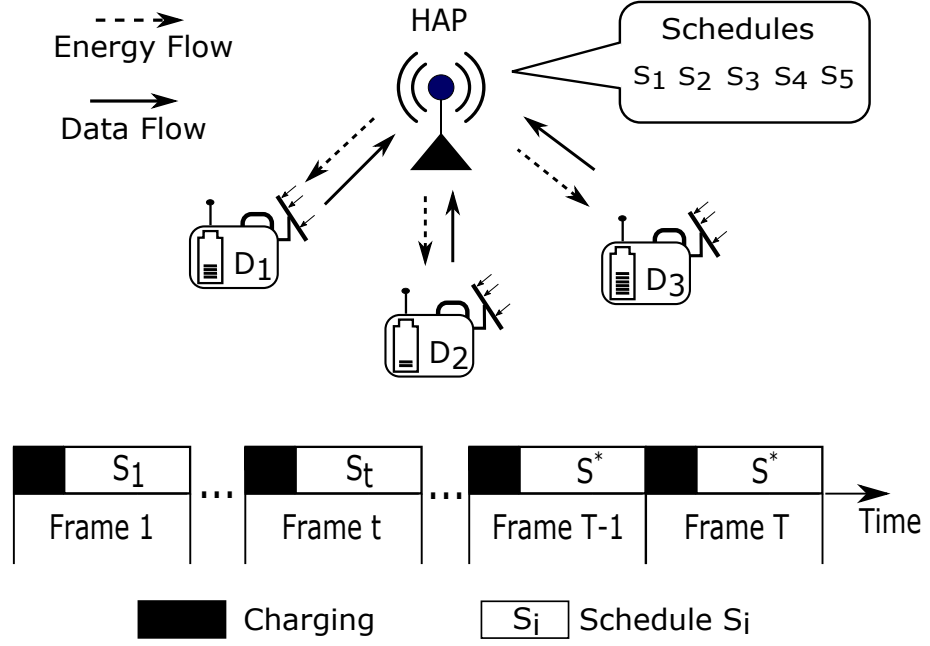 Energy Flow
Data Flow
HAP
Schedules
S1 S2 S3 S4 S5
D1
D2
D3
S1
... St
... S*
S*
Frame 1
Frame t
Frame T-1
Frame T
Time
Charging
Si
Schedule Si